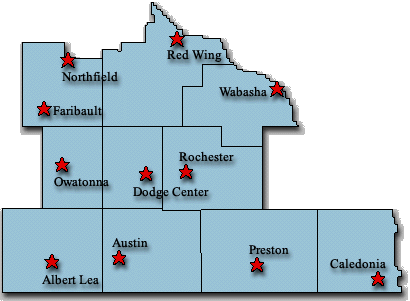 Red Wing
Northfield
Wabasha
Faribault
Rochester
Owatonna
Dodge Center
Austin
Preston
Caledonia
Albert Lea